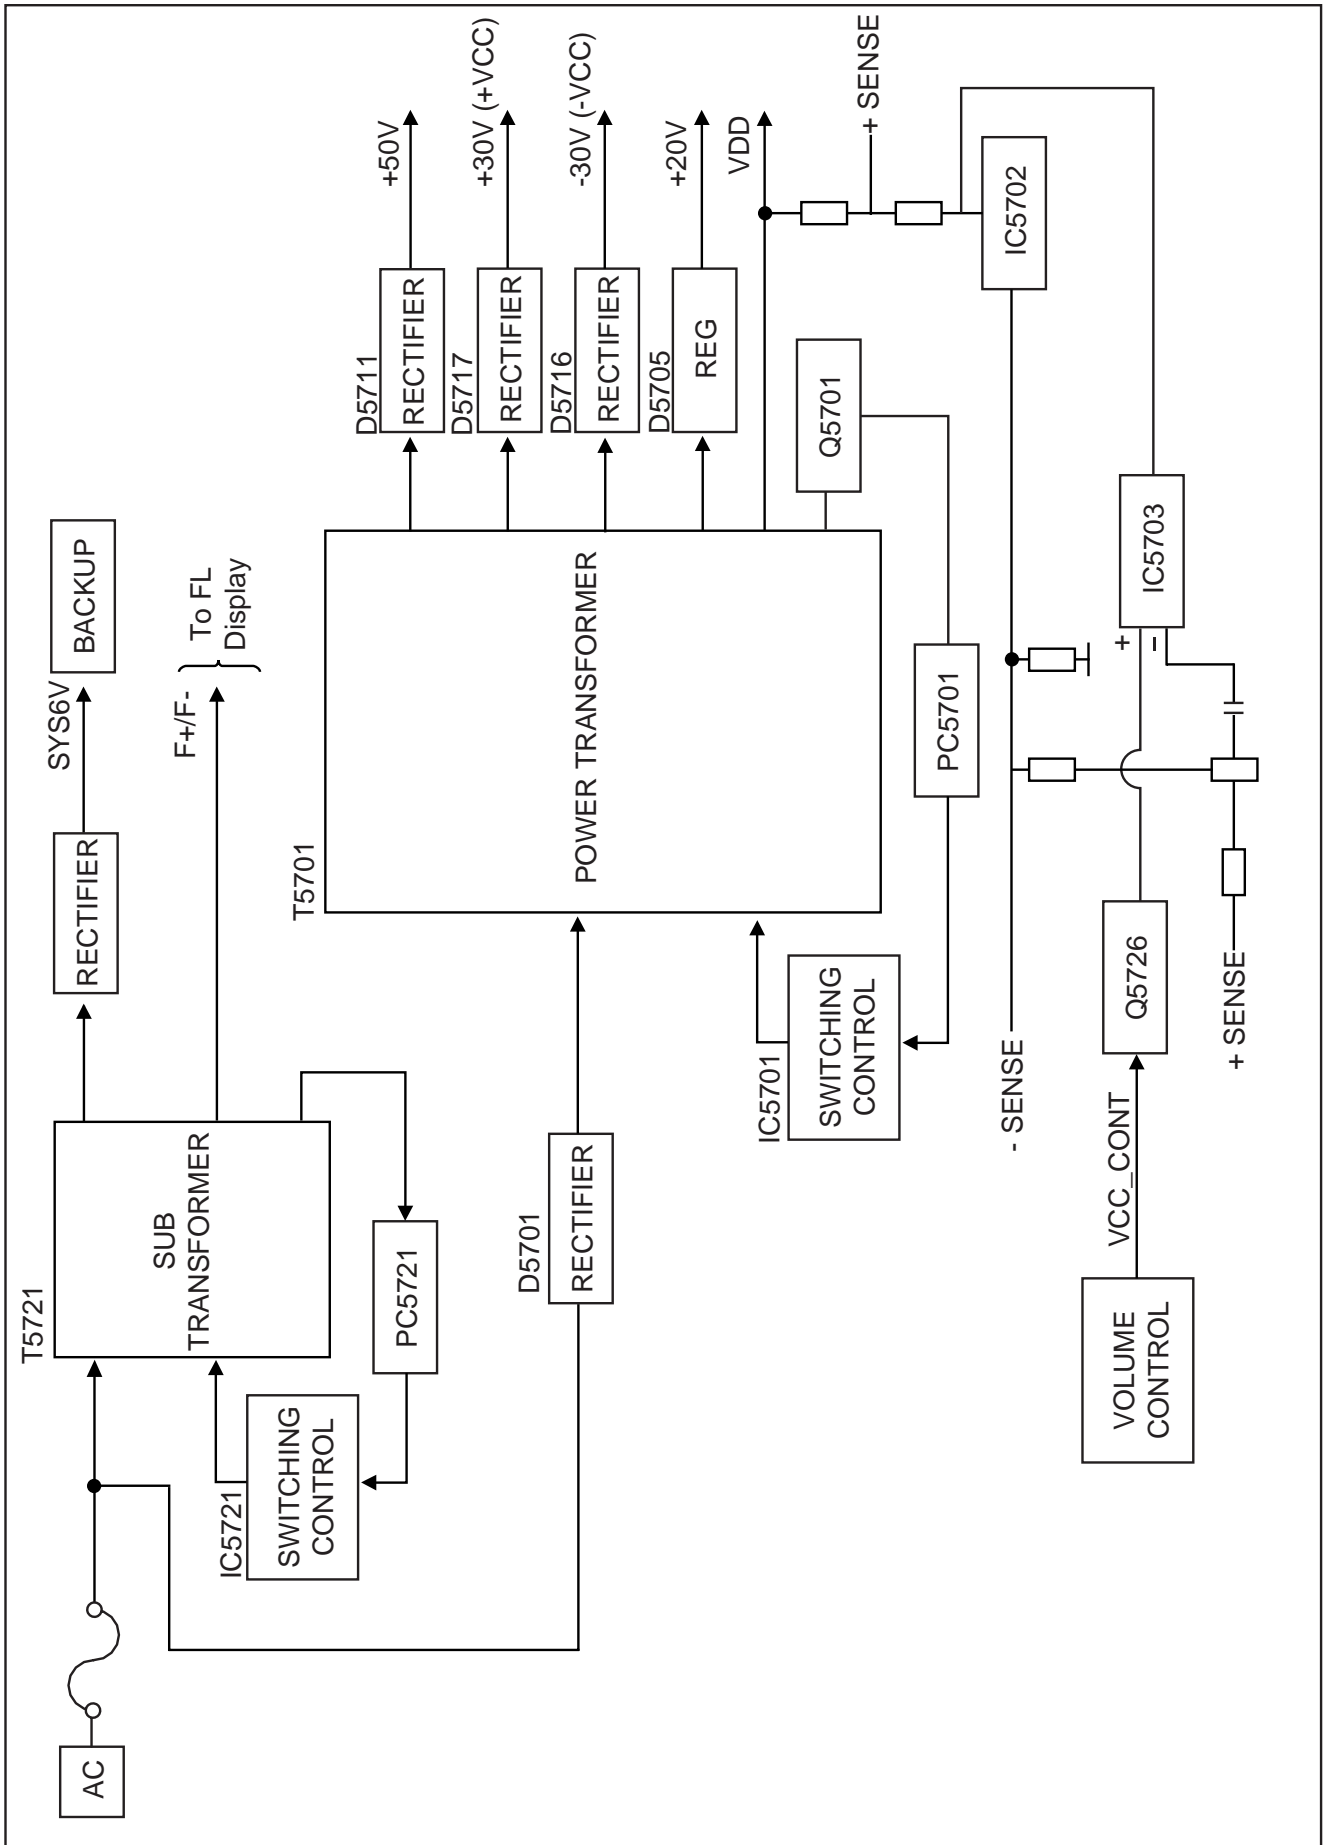 AC
T5721
SUB
TRANSFORMER
RECTIFIER
SYS6V
BACKUP
F+/F-
To FL
Display
IC5721
SWITCHING
CONTROL
PC5721
D5701
RECTIFIER
T5701
POWER TRANSFORMER
D5711
RECTIFIER
+50V
D5717
RECTIFIER
+30V (+VCC)
D5716
RECTIFIER
-30V (-VCC)
D5705
REG
+20V
VDD
+ SENSE
IC5701
SWITCHING
CONTROL
PC5701
Q5701
IC5702
- SENSE
VOLUME
CONTROL
VCC_CONT
Q5726
+
-
IC5703
+ SENSE